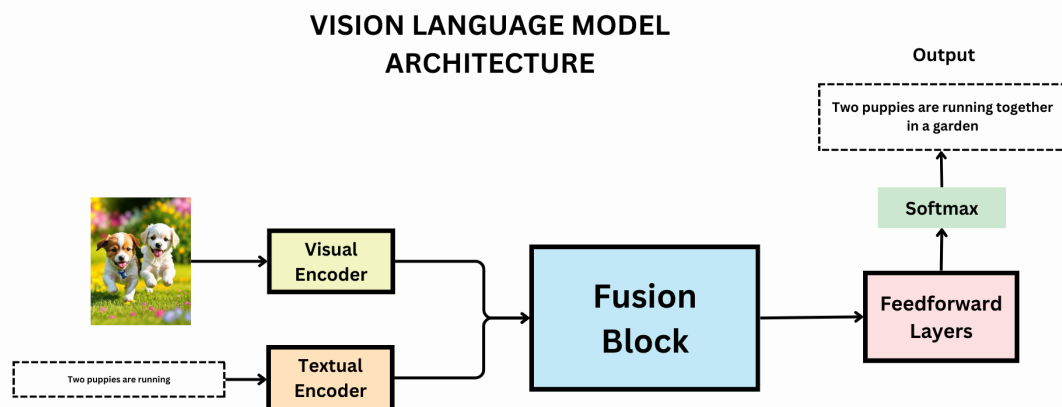 VISION LANGUAGE MODEL
ARCHITECTURE
Output
Two puppies are running together
in a garden
Softmax
Visual
Encoder
Fusion
Block
Feedforward
Layers
Textual
Encoder
Two puppies are running